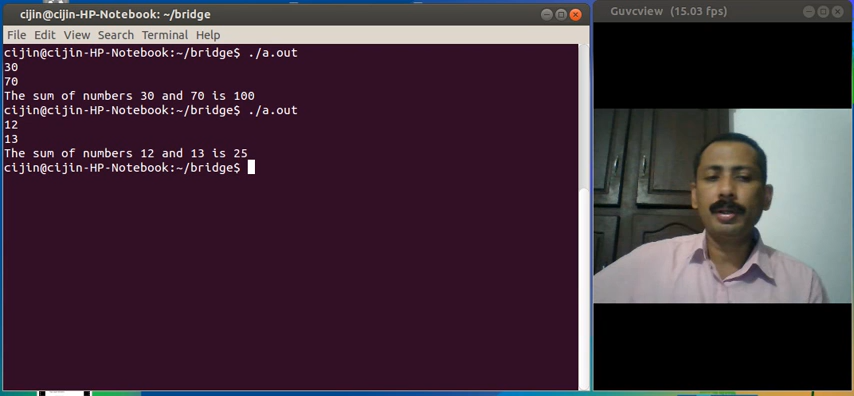 cijin@cijin-HP-Notebook: ~/bridge
File Edit View Search Terminal Help
cijin@cijin-HP-Notebook:~/bridge$ ./a.out
30
70
The sum of numbers 30 and 70 is 100
cijin@cijin-HP-Notebook:~/bridge$ ./a.out
12
13
The sum of numbers 12 and 13 is 25
cijin@cijin-HP-Notebook:~/bridge$
Guvcview (15.03 fps)